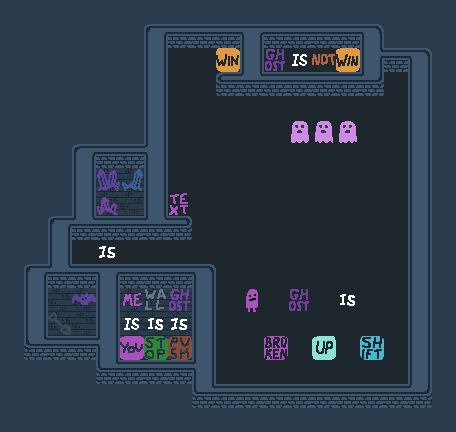 WIN GHOST IS NOT WIN
TEXT
IS
ME WALL GHOST GHOST IS
IS IS IS
YOU STOP PUSH BROKEN UP SHIFT